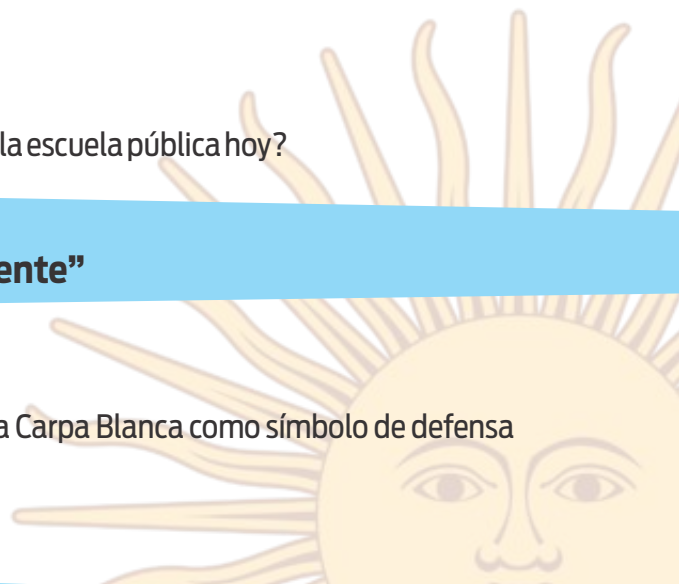 la escuela pública hoy?
ente”
a Carpa Blanca como símbolo de defensa